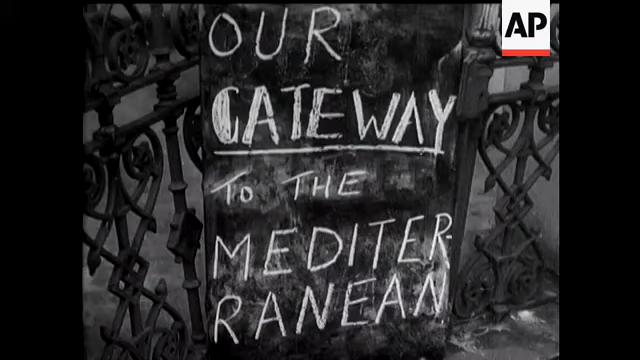 AP
OUR
GATEWAY
TO THE
MEDITER-
RANEAN